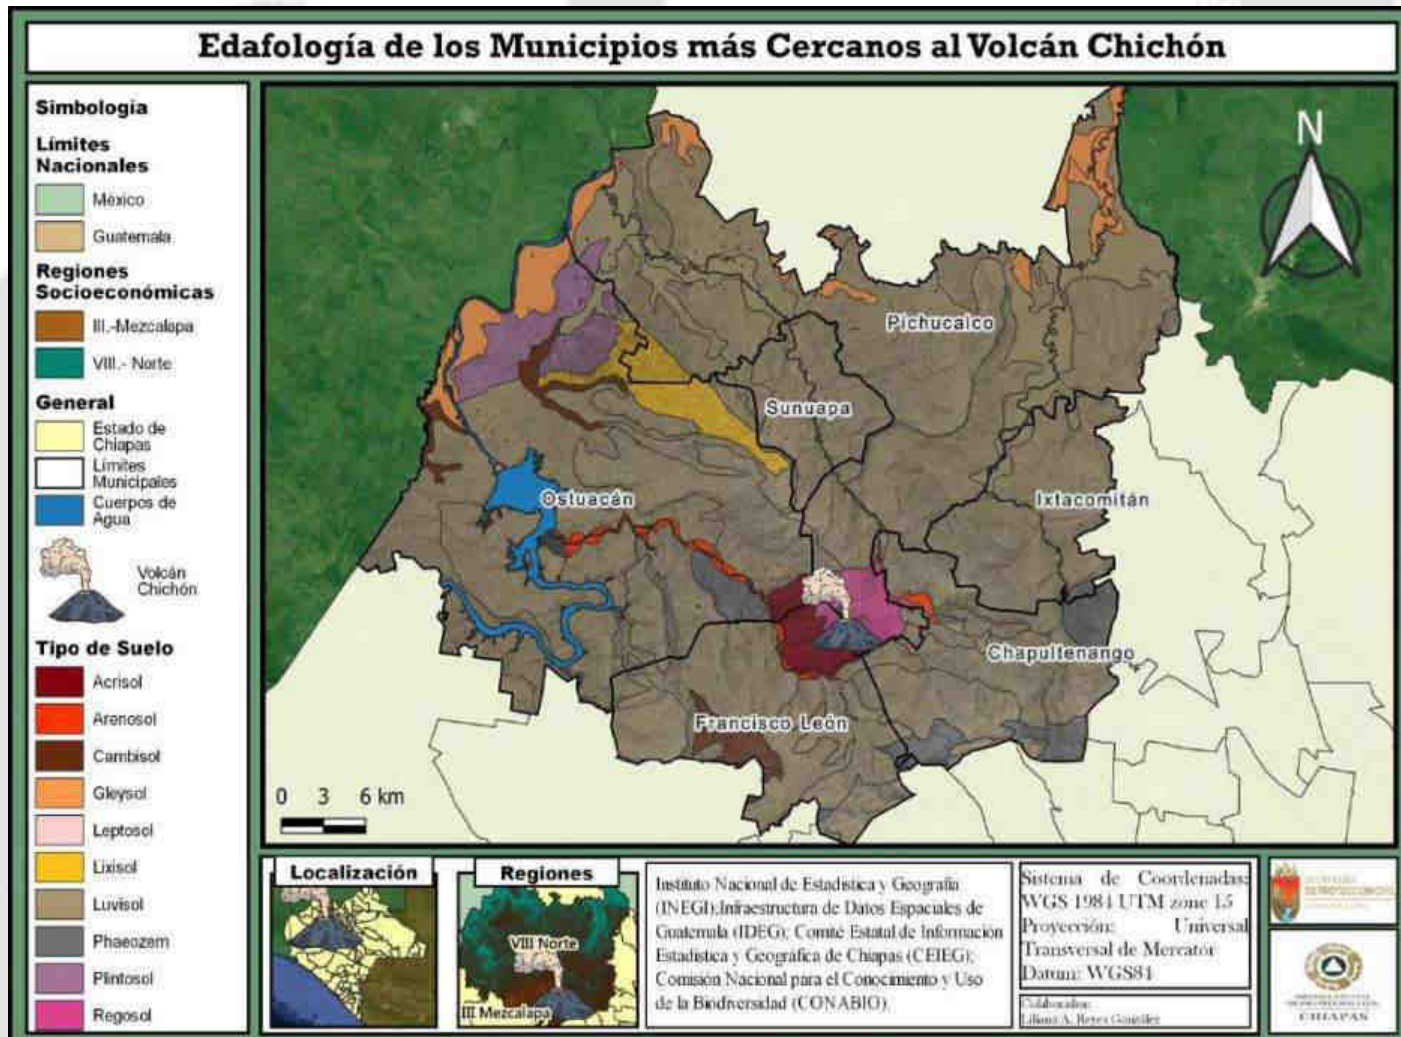 Edafología de los Municipios más Cercanos al Volcán Chichón
Simbología
Límites
Nacionales
México
Guatemala
Regiones
Socioeconómicas
III.-Mezcalapa
VIII.- Norte
General
Estado de
Chiapas
Límites
Municipales
Cuerpos de
Agua
Volcán
Chichón
Tipo de Suelo
Acrisol
Arenosol
Cambisol
Gleysol
Leptosol
Lixisol
Luvisol
Phaeozem
Plintosol
Regosol
N
Pichucalco
Sunuapa
Ostuacán
Ixtacomitán
Chapultenango
Francisco León
0 3 6 km
Localización
Regiones
VIII Norte
III Mezcalapa
Instituto Nacional de Estadística y Geografía
(INEGI);Infraestructura de Datos Espaciales de
Guatemala (IDEG); Comité Estatal de Información
Estadística y Geográfica de Chiapas (CEIEG);
Comisión Nacional para el Conocimiento y Uso
de la Biodiversidad (CONABIO).
Sistema de Coordenadas:
WGS 1984 UTM zone 15
Proyección: Universal
Transversal de Mercator
Datum: WGS84
Liliana A. Reyes González
CHIAPAS